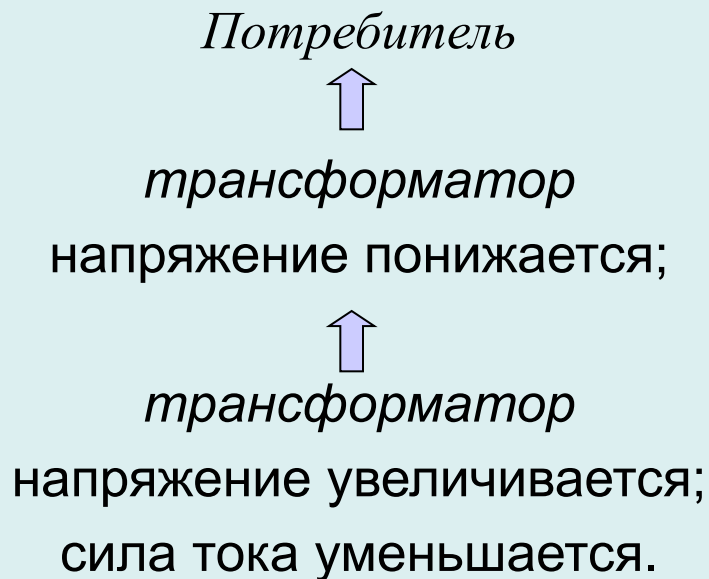 Потребитель
трансформатор
напряжение понижается;
трансформатор
напряжение увеличивается;
сила тока уменьшается.